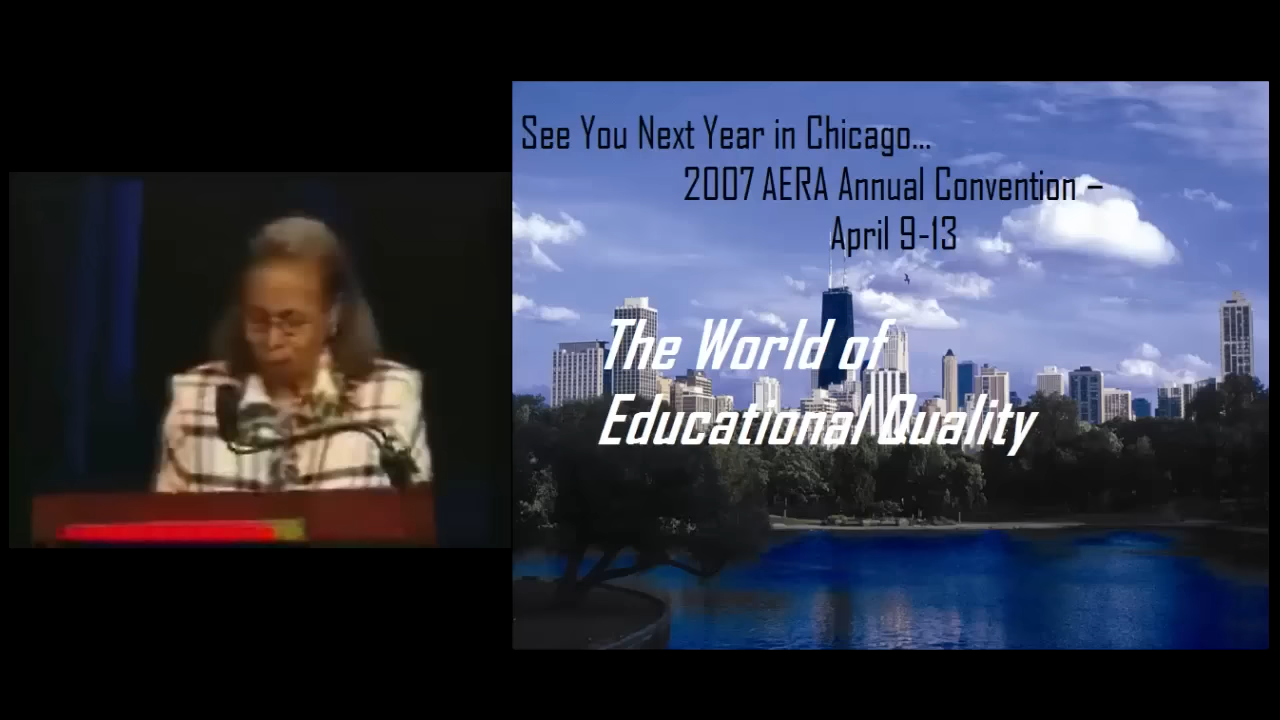 See You Next Year in Chicago...
2007 AERA Annual Convention –
April 9-13
The World of
Educational Quality